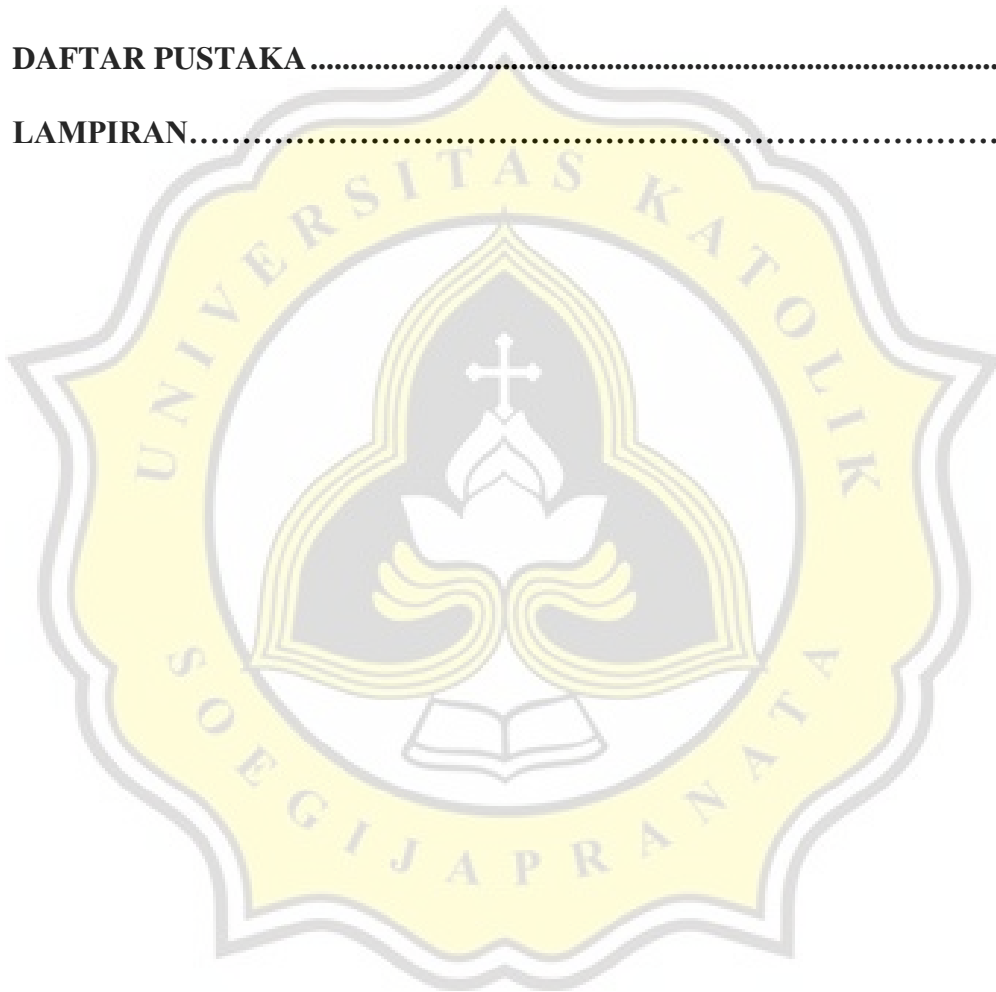 DAFTAR PUSTAKA ........................................................................................
LAMPIRAN……………………………………………………………………………
UNIVERSITAS KATOLIK
SOEGIJAPRANATA